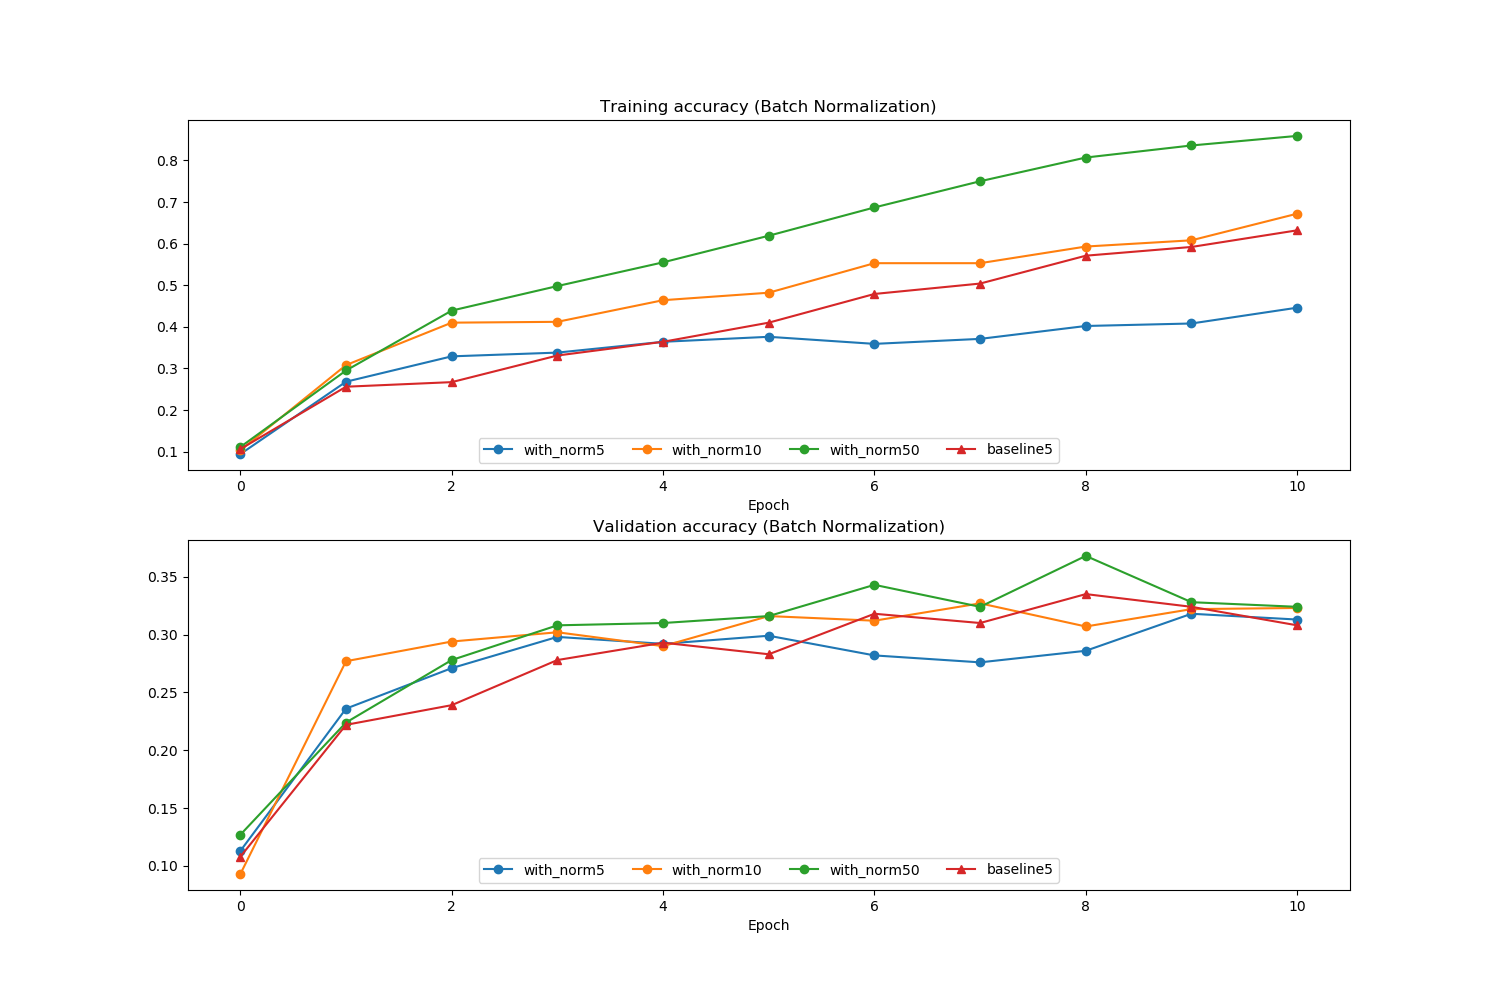 Training accuracy (Batch Normalization)
0.8
0.7
0.6
0.5
0.4
0.3
0.2
0.1
with_norm5 with_norm10 with_norm50 baseline5
0 2 4 6 8 10
Epoch
Validation accuracy (Batch Normalization)
0.35
0.30
0.25
0.20
0.15
0.10
with_norm5 with_norm10 with_norm50 baseline5
0 2 4 6 8 10
Epoch